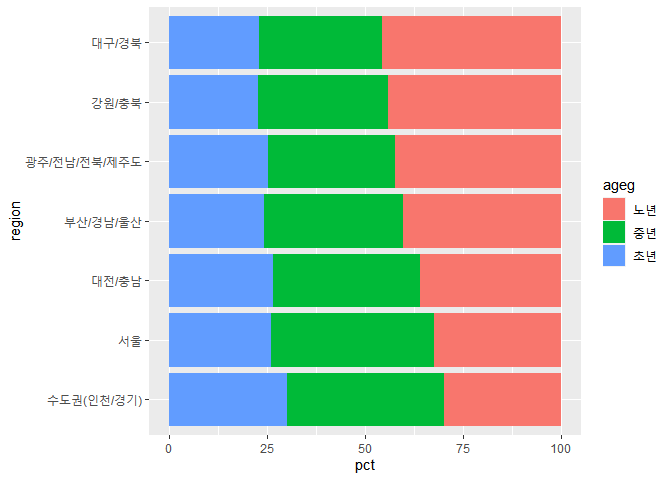 대구/경북
강원/충북
광주/전남/전북/제주도
부산/경남/울산
대전/충남
서울
수도권(인천/경기)
region
0 25 50 75 100
pct
ageg
노년
중년
초년